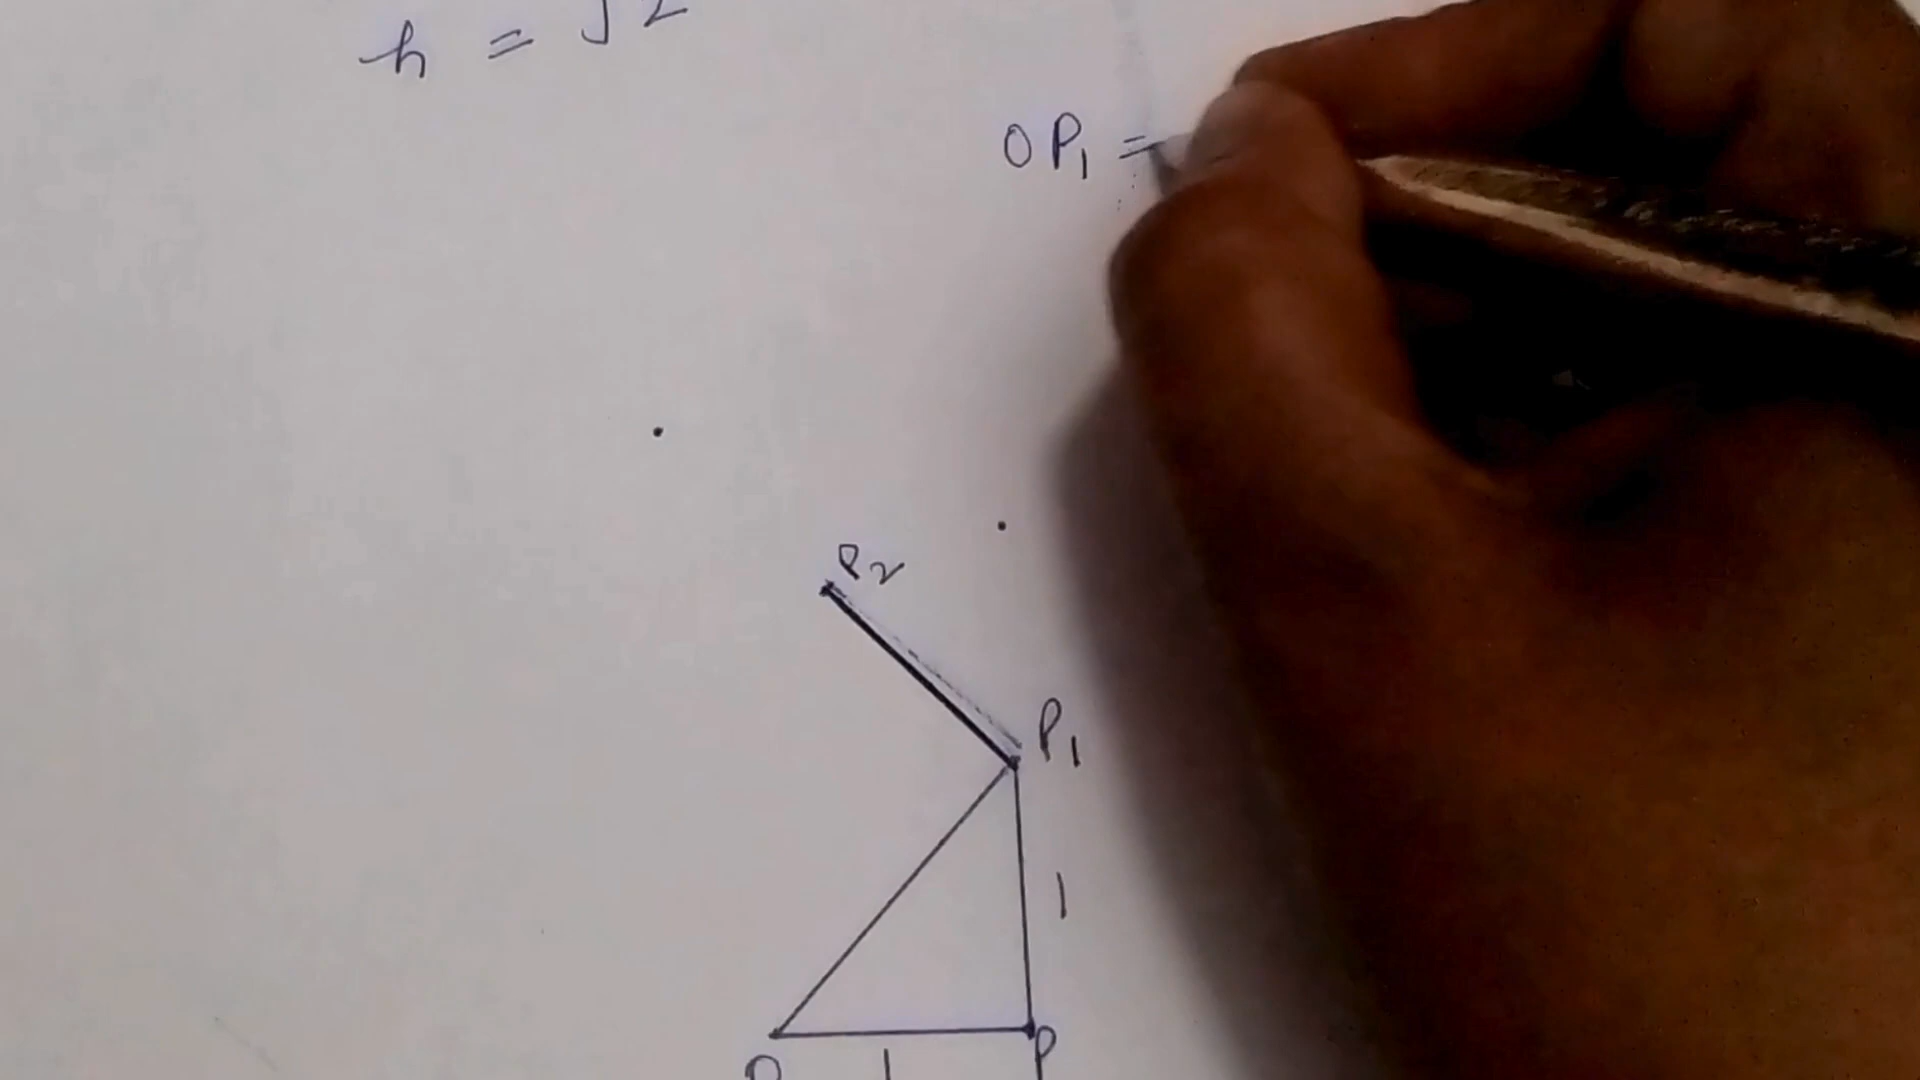 h = √2
OP₁ =
P₂
P₁
1
P
O
1